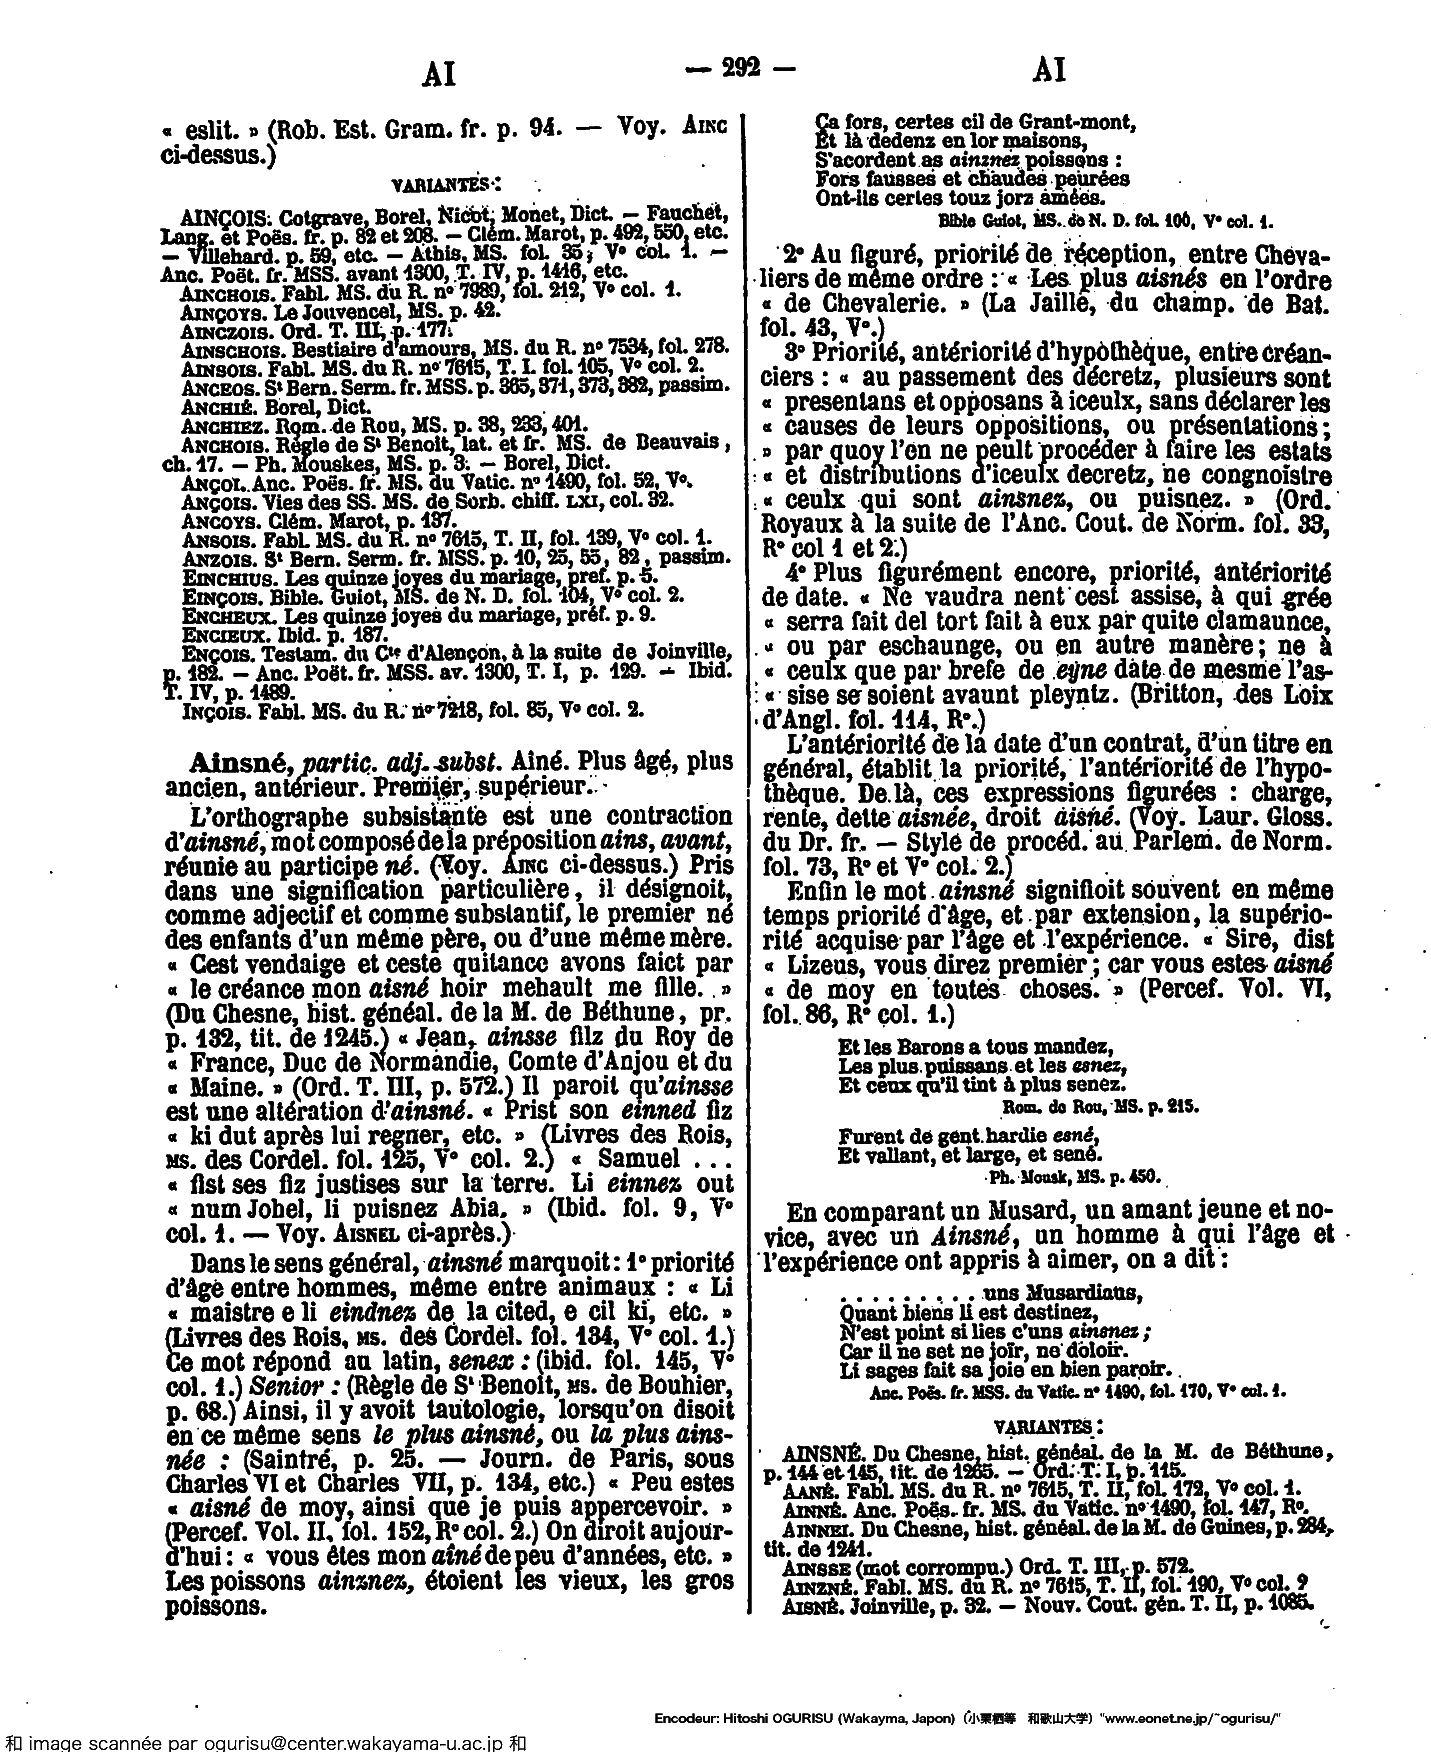 AI
— 292 —
AI
« eslit. » (Rob. Est. Gram. fr. p. 94. — Voy. AINC
ci-dessus.)
VARIANTES :
AINÇOIS. Cotgrave, Borel, Nicot, Monet, Dict. — Fauchet,
Lang. et Poës. fr. p. 82 et 208. — Clém. Marot, p. 492, 550, etc.
— Villehard. p. 59, etc. — Athis, MS. fol. 35, V° col. 1. —
Anc. Poët. fr. MSS. avant 1300, T. IV, p. 1416, etc.
AINCHOIS. Fabl. MS. du R. n° 7989, fol. 212, V° col. 1.
AINÇOYS. Le Jouvencel, MS. p. 42.
AINCZOIS. Ord. T. III, p. 177.
AINSCHOIS. Bestiaire d'amours, MS. du R. n° 7534, fol. 278.
AINSOIS. Fabl. MS. du R. n° 7615, T. I. fol. 105, V° col. 2.
ANCEOS. St Bern. Serm. fr. MSS. p. 365, 371, 373, 382, passim.
ANCHIÉ. Borel, Dict.
ANCHIEZ. Rom. de Rou, MS. p. 38, 233, 401.
ANCHOIS. Règle de St Benoît, lat. et fr. MS. de Beauvais,
ch. 17. — Ph. Mouskes, MS. p. 3. — Borel, Dict.
ANÇOI. Anc. Poës. fr. MS. du Vatic. n° 1490, fol. 52, V°.
ANÇOIS. Vies des SS. MS. de Sorb. chiff. LXI, col. 32.
ANCOYS. Clém. Marot, p. 137.
ANSOIS. Fabl. MS. du R. n° 7615, T. II, fol. 139, V° col. 1.
ANZOIS. St Bern. Serm. fr. MSS. p. 10, 25, 55, 82, passim.
EINCHIUS. Les quinze joyes du mariage, pref. p. 5.
EINÇOIS. Bible. Guiot, MS. de N. D. fol. 104, V° col. 2.
ENCHEUX. Les quinze joyes du mariage, préf. p. 9.
ENCIEUX. Ibid. p. 187.
ENÇOIS. Testam. du Cte d'Alençon, à la suite de Joinville,
p. 182. — Anc. Poët. fr. MSS. av. 1300, T. I, p. 129. — Ibid.
T. IV, p. 1489.
INÇOIS. Fabl. MS. du R. n° 7218, fol. 85, V° col. 2.
Ainsné, partic. adj. subst. Ainé. Plus âgé, plus
ancien, antérieur. Premier, supérieur.
L'orthographe subsistante est une contraction
d'ainsné, mot composé de la préposition ains, avant,
réunie au participe né. (Voy. AINC ci-dessus.) Pris
dans une signification particulière, il désignoit,
comme adjectif et comme substantif, le premier né
des enfants d'un même père, ou d'une même mère.
« Cest vendaige et ceste quitance avons faict par
« le créance mon aisné hoir mehault me fille. »
(Du Chesne, hist. généal. de la M. de Béthune, pr.
p. 132, tit. de 1245.) « Jean, ainsse filz du Roy de
« France, Duc de Normandie, Comte d'Anjou et du
« Maine. » (Ord. T. III, p. 572.) Il paroit qu'ainsse
est une altération d'ainsné. « Prist son einned fiz
« ki dut après lui regner, etc. » (Livres des Rois,
MS. des Cordel. fol. 125, V° col. 2.) « Samuel ...
« fist ses fiz justises sur la terre. Li einnez out
« num Johel, li puisnez Abia. » (Ibid. fol. 9, V°
col. 1. — Voy. AISNEL ci-après.)
Dans le sens général, ainsné marquoit : 1° priorité
d'âge entre hommes, même entre animaux : « Li
« maistre e li eindnez de la cited, e cil ki, etc. »
(Livres des Rois, MS. des Cordel. fol. 134, V° col. 1.)
Ce mot répond au latin, senex : (ibid. fol. 145, V°
col. 1.) Senior : (Règle de St Benoit, MS. de Bouhier,
p. 68.) Ainsi, il y avoit tautologie, lorsqu'on disoit
en ce même sens le plus ainsné, ou la plus ains-
née : (Saintré, p. 25. — Journ. de Paris, sous
Charles VI et Charles VII, p. 134, etc.) « Peu estes
« aisné de moy, ainsi que je puis appercevoir. »
(Percef. Vol. II, fol. 152, R° col. 2.) On diroit aujour-
d'hui : « vous êtes mon aîné de peu d'années, etc. »
Les poissons ainznez, étoient les vieux, les gros
poissons.
Ça fors, certes cil de Grant-mont,
Et là dedenz en lor maisons,
S'acordent as ainznez poissons :
Fors fausses et chaudes peurées
Ont-ils certes touz jorz amées.
Bible Guiot, MS. de N. D. fol. 100, V° col. 1.
2° Au figuré, priorité de réception, entre Cheva-
liers de même ordre : « Les plus aisnés en l'ordre
« de Chevalerie. » (La Jaille, du champ. de Bat.
fol. 43, V°.)
3° Priorité, antériorité d'hypothèque, entre créan-
ciers : « au passement des décretz, plusieurs sont
« presentans et opposans à iceulx, sans déclarer les
« causes de leurs oppositions, ou présentations ;
» par quoy l'en ne peult procéder à faire les estats
« et distributions d'iceulx decretz, ne congnoistre
« ceulx qui sont ainsnez, ou puisnez. » (Ord.
Royaux à la suite de l'Anc. Cout. de Norm. fol. 33,
R° col 1 et 2.)
4° Plus figurément encore, priorité, antériorité
de date. « Ne vaudra nent cest assise, à qui grée
« serra fait del tort fait à eux par quite clamaunce,
« ou par eschaunge, ou en autre manère ; ne à
« ceulx que par brefe de eyne date de mesme l'as-
« sise se soient avaunt pleyntz. (Britton, des Loix
d'Angl. fol. 114, R°.)
L'antériorité de la date d'un contrat, d'un titre en
général, établit la priorité, l'antériorité de l'hypo-
thèque. De là, ces expressions figurées : charge,
rente, dette aisnée, droit aisné. (Voy. Laur. Gloss.
du Dr. fr. — Style de procéd. au Parlem. de Norm.
fol. 73, R° et V° col. 2.)
Enfin le mot ainsné signifioit souvent en même
temps priorité d'âge, et par extension, la supério-
rité acquise par l'âge et l'expérience. « Sire, dist
« Lizeus, vous direz premier ; car vous estes aisné
« de moy en toutes choses. » (Percef. Vol. VI,
fol. 86, R° col. 1.)
Et les Barons a tous mandez,
Les plus puissans et les esnez,
Et ceux qu'il tint à plus senez.
Rom. de Rou, MS. p. 215.
Furent de gent hardie esné,
Et vallant, et large, et sené.
Ph. Mousk, MS. p. 450.
En comparant un Musard, un amant jeune et no-
vice, avec un Ainsné, un homme à qui l'âge et
l'expérience ont appris à aimer, on a dit :
.......... uns Musardiaus,
Quant biens li est destinez,
N'est point si lies c'uns ainsnez ;
Car il ne set ne joïr, ne doloir.
Li sages fait sa joie en bien paroir.
Anc. Poës. fr. MSS. du Vatic. n° 1490, fol. 170, V° col. 1.
VARIANTES :
AINSNÉ. Du Chesne, hist. généal. de la M. de Béthune,
p. 144 et 145, tit. de 1265. — Ord. T. I, p. 115.
AANÉ. Fabl. MS. du R. n° 7615, T. II, fol. 172, V° col. 1.
AINNÉ. Anc. Poës. fr. MS. du Vatic. n° 1490, fol. 147, R°.
AINNEI. Du Chesne, hist. généal. de la M. de Guines, p. 284,
tit. de 1241.
AINSSE (mot corrompu.) Ord. T. III, p. 572.
AINZNÉ. Fabl. MS. du R. n° 7615, T. II, fol. 190, V° col. 2
AISNÉ. Joinville, p. 32. — Nouv. Cout. gén. T. II, p. 1085.
Encodeur: Hitoshi OGURISU (Wakayma, Japon) (小栗栖等 和歌山大学) "www.eonet.ne.jp/~ogurisu/"
和 image scannée par ogurisu@center.wakayama-u.ac.jp 和